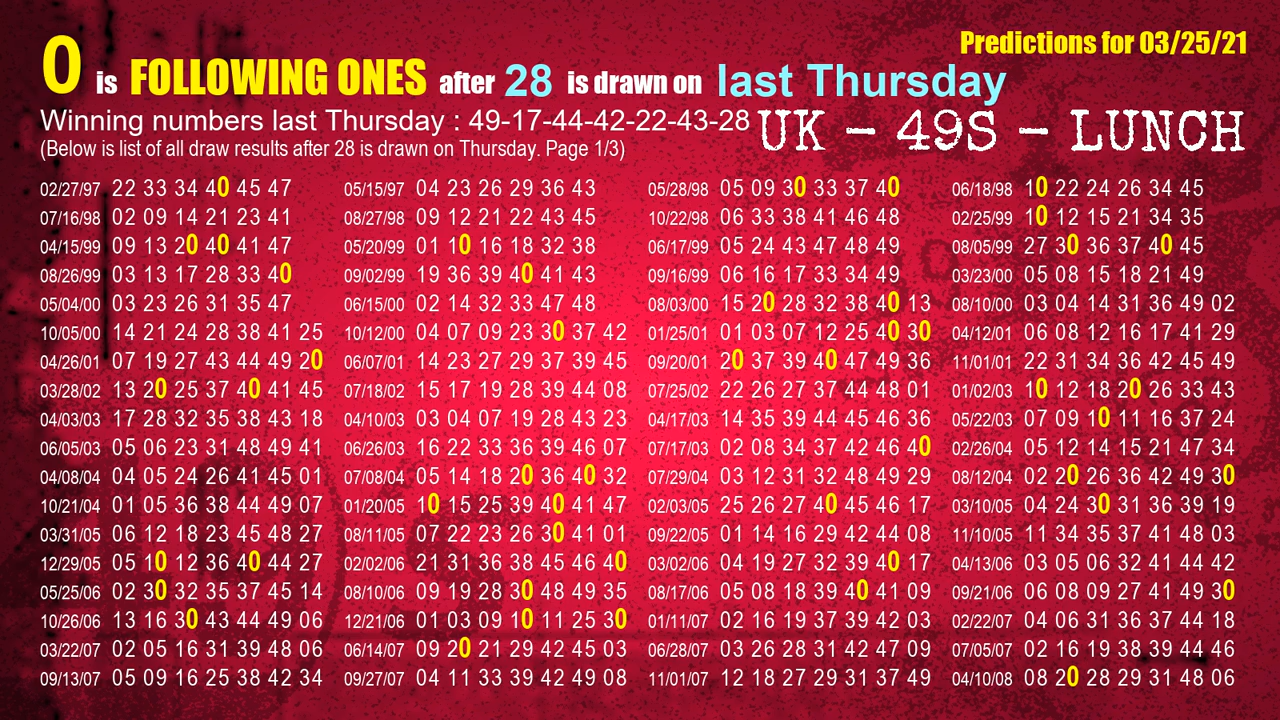 Predictions for 03/25/21
0 is FOLLOWING ONES after 28 is drawn on last Thursday
Winning numbers last Thursday : 49-17-44-42-22-43-28 UK - 49S - LUNCH
(Below is list of all draw results after 28 is drawn on Thursday. Page 1/3)
02/27/97 22 33 34 40 45 47 05/15/97 04 23 26 29 36 43 05/28/98 05 09 30 33 37 40 06/18/98 10 22 24 26 34 45
07/16/98 02 09 14 21 23 41 08/27/98 09 12 21 22 43 45 10/22/98 06 33 38 41 46 48 02/25/99 10 12 15 21 34 35
04/15/99 09 13 20 40 41 47 05/20/99 01 10 16 18 32 38 06/17/99 05 24 43 47 48 49 08/05/99 27 30 36 37 40 45
08/26/99 03 13 17 28 33 40 09/02/99 19 36 39 40 41 43 09/16/99 06 16 17 33 34 49 03/23/00 05 08 15 18 21 49
05/04/00 03 23 26 31 35 47 06/15/00 02 14 32 33 47 48 08/03/00 15 20 28 32 38 40 13 08/10/00 03 04 14 31 36 49 02
10/05/00 14 21 24 28 38 41 25 10/12/00 04 07 09 23 30 37 42 01/25/01 01 03 07 12 25 40 30 04/12/01 06 08 12 16 17 41 29
04/26/01 07 19 27 43 44 49 20 06/07/01 14 23 27 29 37 39 45 09/20/01 20 37 39 40 47 49 36 11/01/01 22 31 34 36 42 45 49
03/28/02 13 20 25 37 40 41 45 07/18/02 15 17 19 28 39 44 08 07/25/02 22 26 27 37 44 48 01 01/02/03 10 12 18 20 26 33 43
04/03/03 17 28 32 35 38 43 18 04/10/03 03 04 07 19 28 43 23 04/17/03 14 35 39 44 45 46 36 05/22/03 07 09 10 11 16 37 24
06/05/03 05 06 23 31 48 49 41 06/26/03 16 22 33 36 39 46 07 07/17/03 02 08 34 37 42 46 40 02/26/04 05 12 14 15 21 47 34
04/08/04 04 05 24 26 41 45 01 07/08/04 05 14 18 20 36 40 32 07/29/04 03 12 31 32 48 49 29 08/12/04 02 20 26 36 42 49 30
10/21/04 01 05 36 38 44 49 07 01/20/05 10 15 25 39 40 41 47 02/03/05 25 26 27 40 45 46 17 03/10/05 04 24 30 31 36 39 19
03/31/05 06 12 18 23 45 48 27 08/11/05 07 22 23 26 30 41 01 09/22/05 01 14 16 29 42 44 08 11/10/05 11 34 35 37 41 48 03
12/29/05 05 10 12 36 40 44 27 02/02/06 21 31 36 38 45 46 40 03/02/06 04 19 27 32 39 40 17 04/13/06 03 05 06 32 41 44 42
05/25/06 02 30 32 35 37 45 14 08/10/06 09 19 28 30 48 49 35 08/17/06 05 08 18 39 40 41 09 09/21/06 06 08 09 27 41 49 30
10/26/06 13 16 30 43 44 49 06 12/21/06 01 03 09 10 11 25 30 01/11/07 02 16 19 37 39 42 03 02/22/07 04 06 31 36 37 44 18
03/22/07 02 05 16 31 39 48 06 06/14/07 09 20 21 29 42 45 03 06/28/07 03 26 28 31 42 47 09 07/05/07 02 16 19 38 39 44 46
09/13/07 05 09 16 25 38 42 34 09/27/07 04 11 33 39 42 49 08 11/01/07 12 18 27 29 31 37 49 04/10/08 08 20 28 29 31 48 06